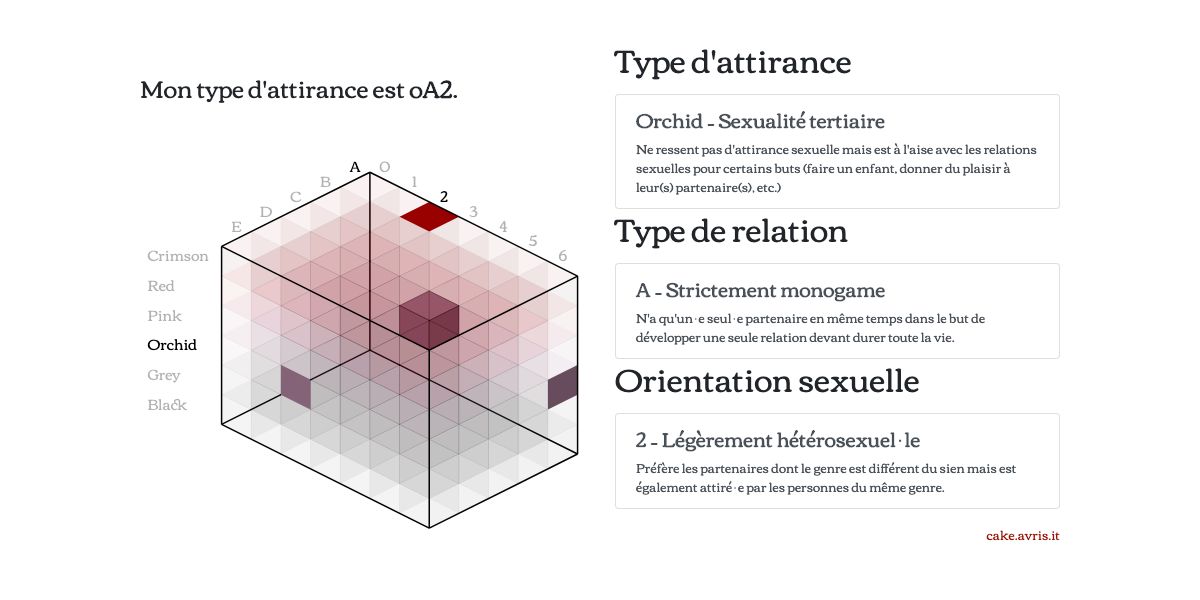 Mon type d'attirance est oA2.
A O
B 1
C 2
D 3
E 4
5
6
Crimson
Red
Pink
Orchid
Grey
Black
Type d'attirance
Orchid - Sexualité tertiaire
Ne ressent pas d'attirance sexuelle mais est à l'aise avec les relations
sexuelles pour certains buts (faire un enfant, donner du plaisir à
leur(s) partenaire(s), etc.)
Type de relation
A - Strictement monogame
N'a qu'un·e seul·e partenaire en même temps dans le but de
développer une seule relation devant durer toute la vie.
Orientation sexuelle
2 - Légèrement hétérosexuel·le
Préfère les partenaires dont le genre est différent du sien mais est
également attiré·e par les personnes du même genre.
cake.avris.it